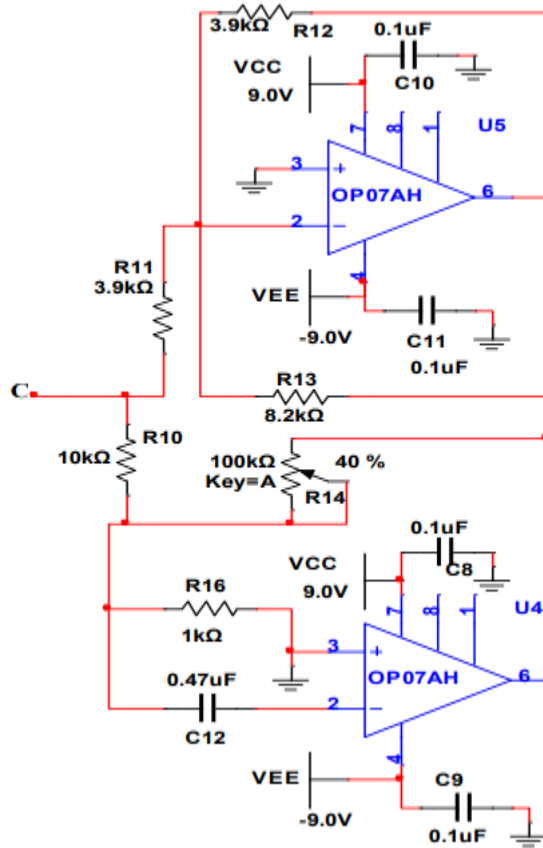 3.9kΩ
R12
0.1uF
C10
VCC
9.0V
7
8
1
U5
3
+
OP07AH
6
2
−
4
R11
3.9kΩ
VEE
-9.0V
C11
0.1uF
C
R13
8.2kΩ
R10
10kΩ
100kΩ
Key=A
40 %
R14
0.1uF
C8
VCC
9.0V
7
8
1
U4
R16
1kΩ
3
+
OP07AH
6
0.47uF
C12
2
−
4
VEE
-9.0V
C9
0.1uF